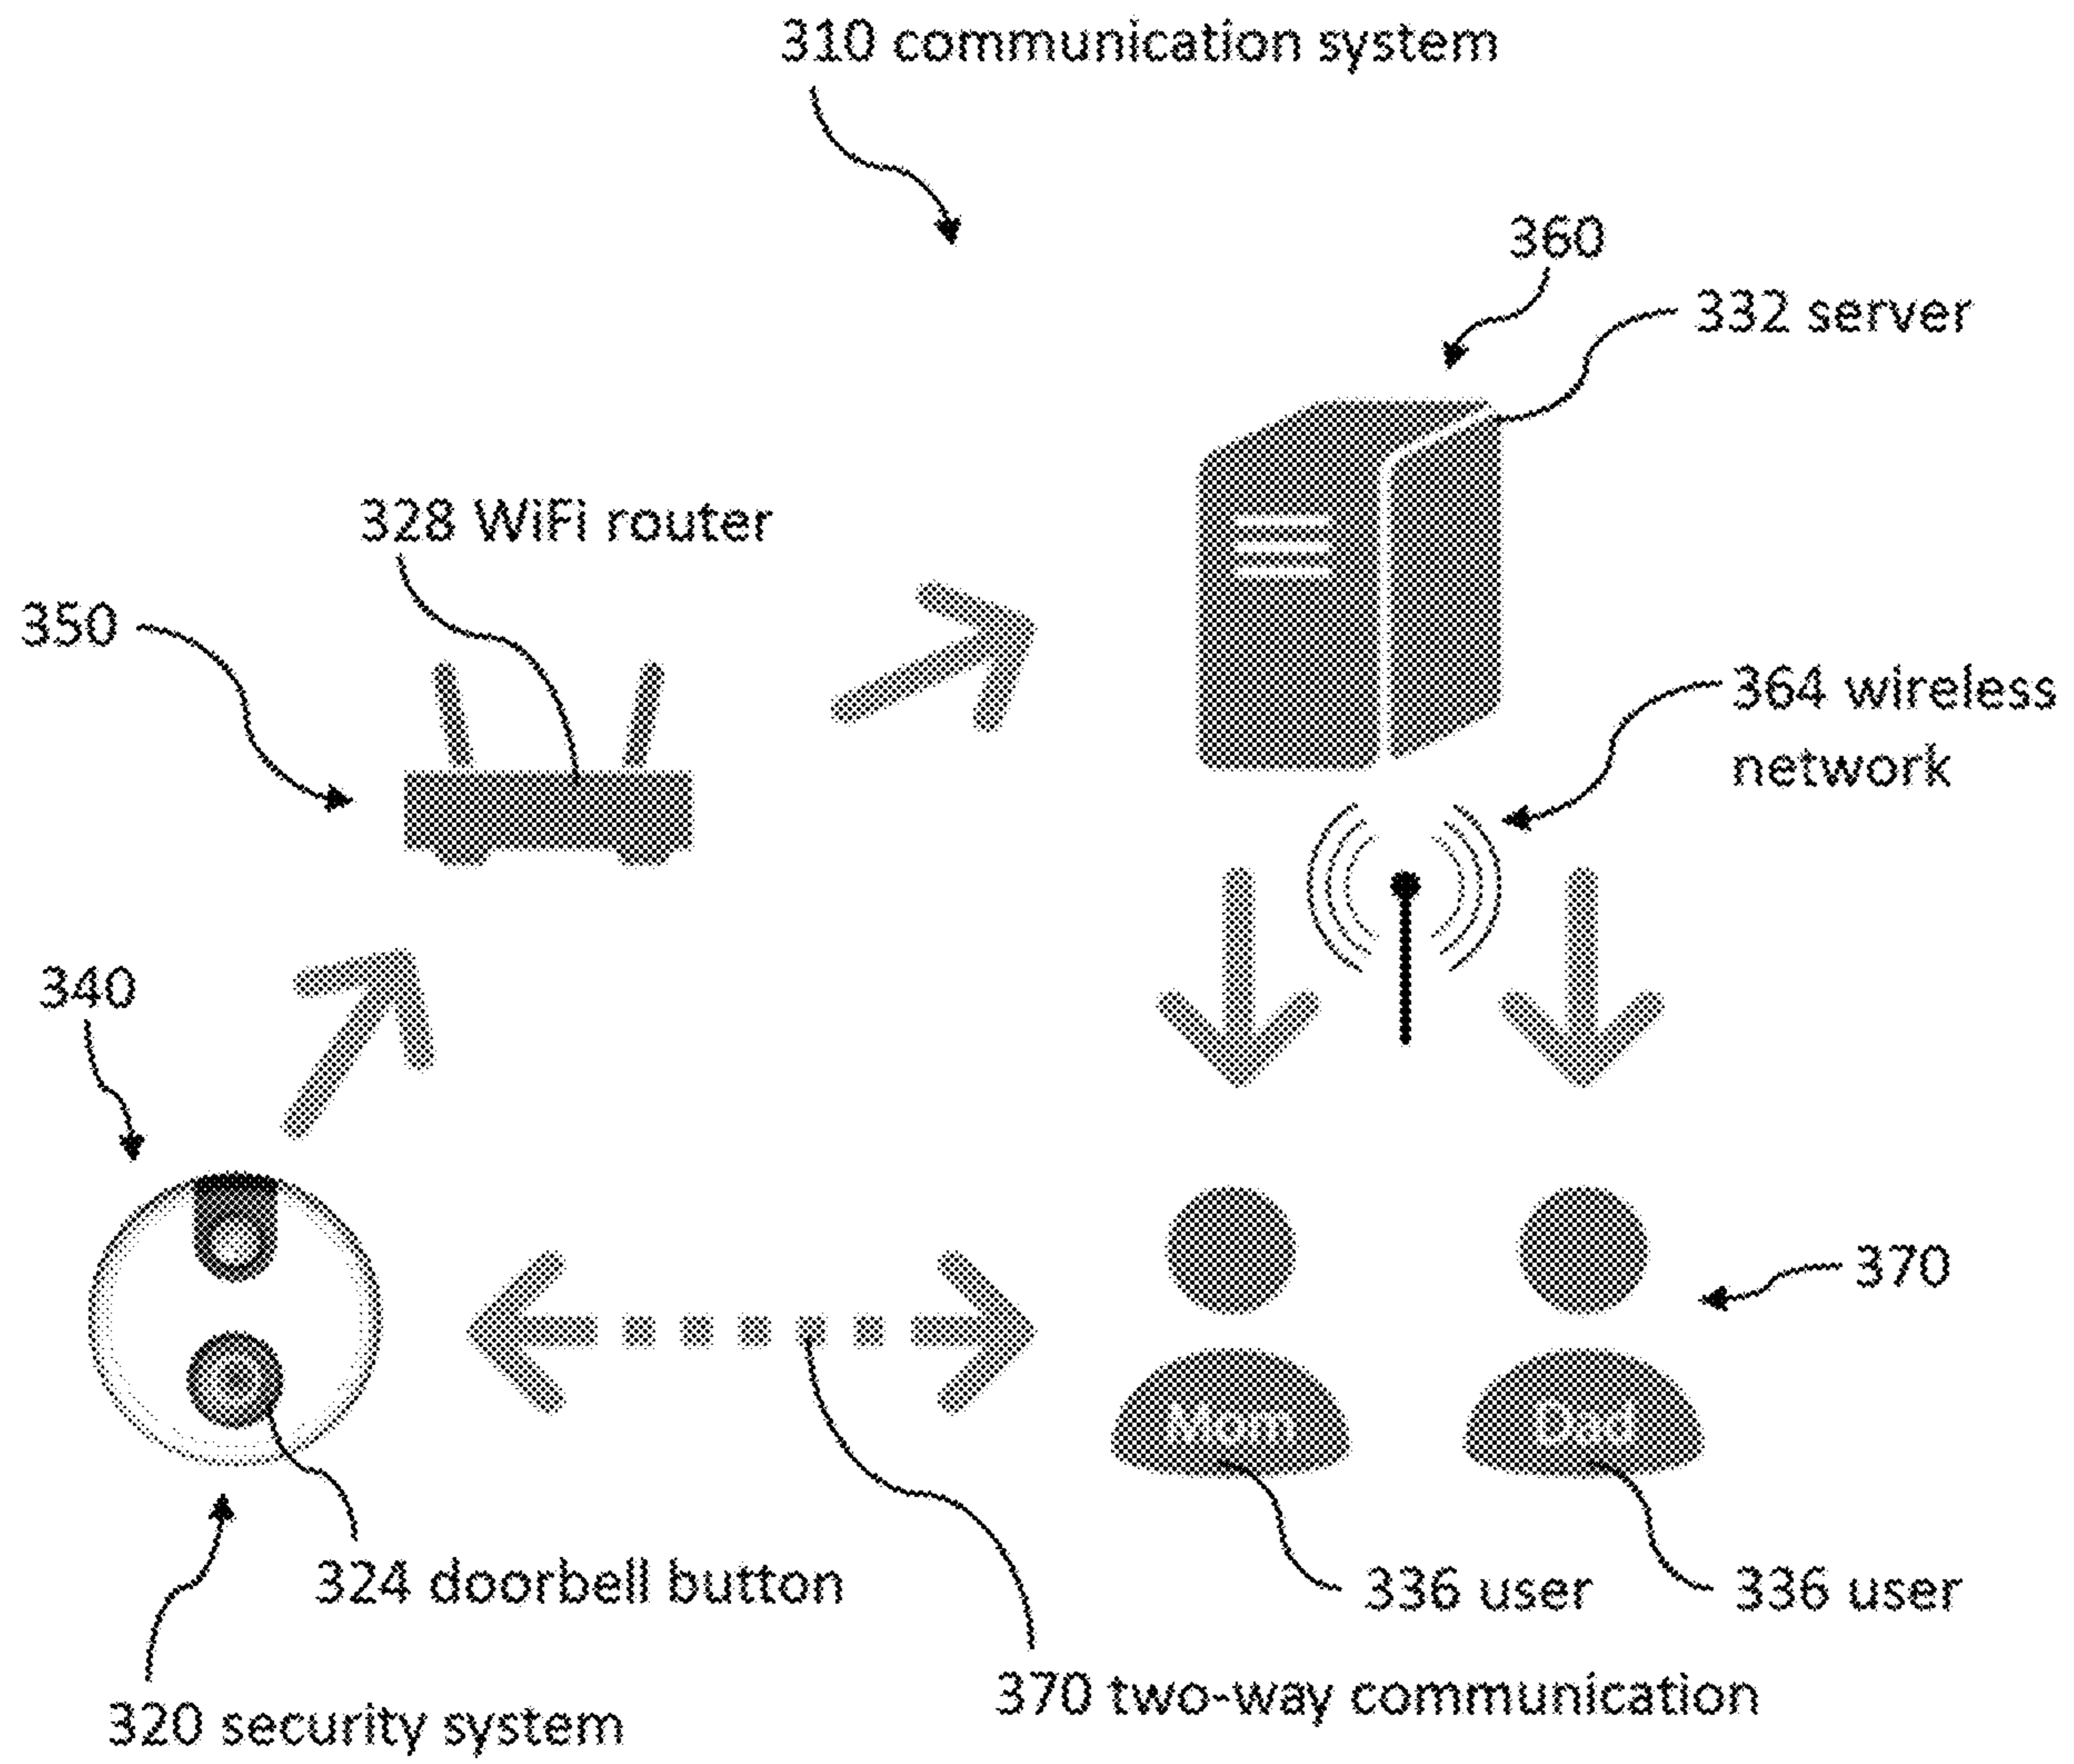 310 communication system
360
332 server
328 WiFi router
350
364 wireless
network
340
370
Mom
Dad
324 doorbell button
336 user
336 user
370 two-way communication
320 security system